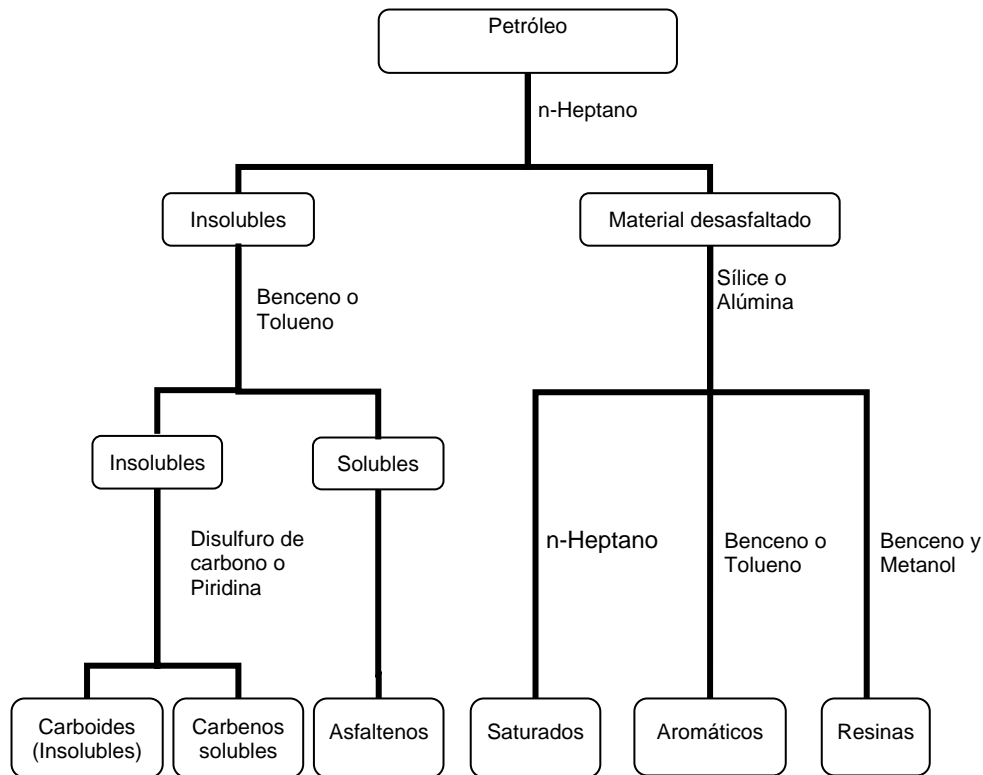 Petróleo
n-Heptano
Insolubles
Material desasfaltado
Benceno o
Tolueno
Sílice o
Alúmina
Insolubles
Solubles
Disulfuro de
carbono o
Piridina
n-Heptano
Benceno o
Tolueno
Benceno y
Metanol
Carboides
(Insolubles)
Carbenos
solubles
Asfaltenos
Saturados
Aromáticos
Resinas